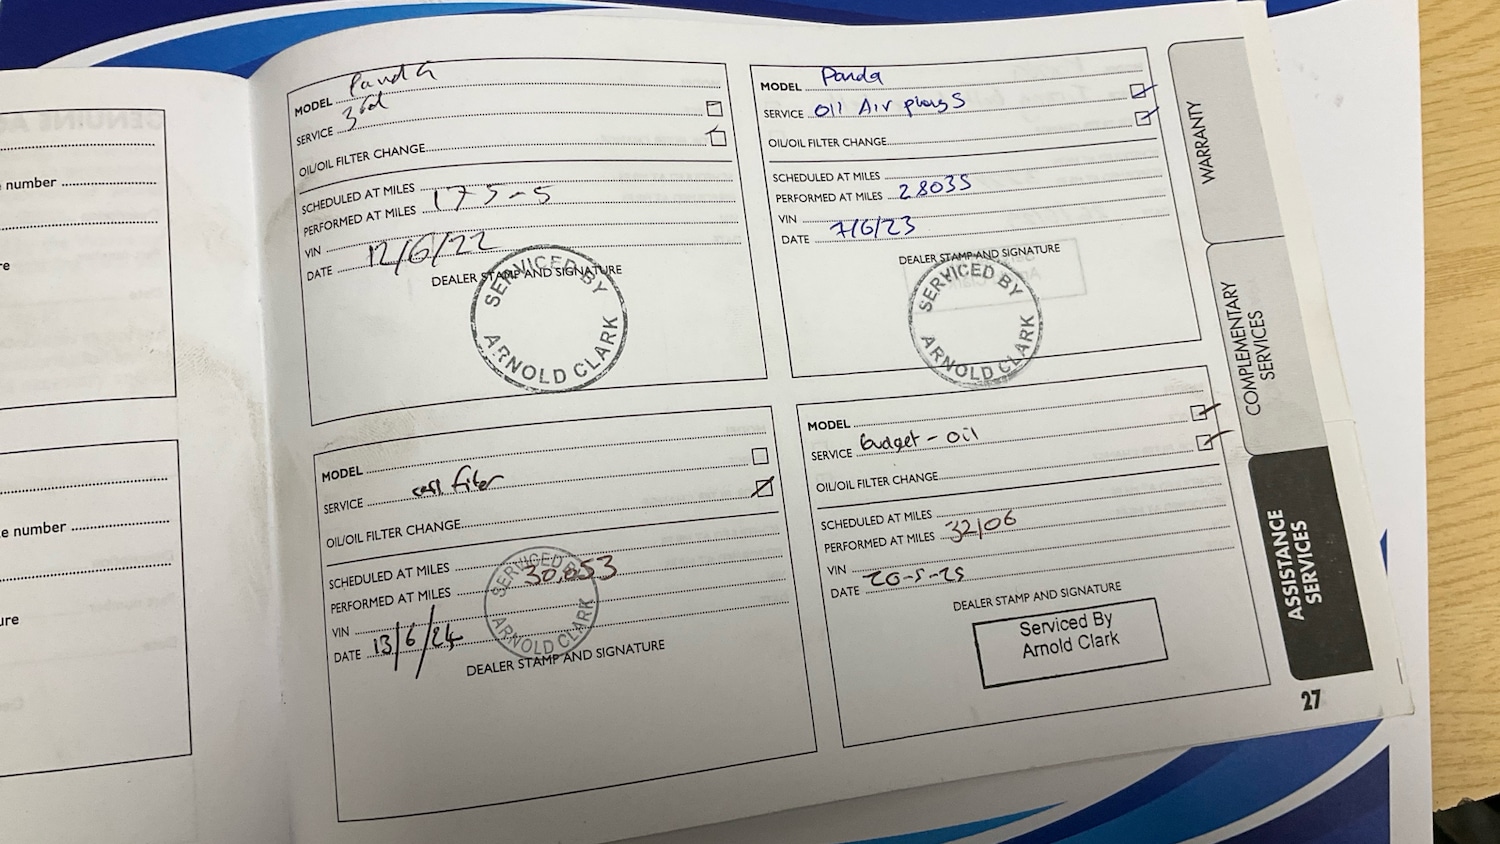 number
e
e number
ure
MODEL Panda
SERVICE 3rd
OIL/OIL FILTER CHANGE
SCHEDULED AT MILES
PERFORMED AT MILES
VIN
DATE 12/6/22
DEALER STAMP AND SIGNATURE
SERVICED BY
ARNOLD CLARK
MODEL Panda
SERVICE Oil Air plugs
OIL/OIL FILTER CHANGE
SCHEDULED AT MILES
PERFORMED AT MILES 28035
VIN
DATE 7/6/23
DEALER STAMP AND SIGNATURE
SERVICED BY
ARNOLD CLARK
MODEL
SERVICE filter
OIL/OIL FILTER CHANGE
SCHEDULED AT MILES
PERFORMED AT MILES 30,053
VIN
DATE 13/6/24
SERVICED BY
ARNOLD CLARK
DEALER STAMP AND SIGNATURE
MODEL
SERVICE Budget - oil
OIL/OIL FILTER CHANGE
SCHEDULED AT MILES
PERFORMED AT MILES 32106
VIN
DATE 20-5-25
DEALER STAMP AND SIGNATURE
Serviced By
Arnold Clark
WARRANTY
COMPLEMENTARY
SERVICES
ASSISTANCE
SERVICES
27